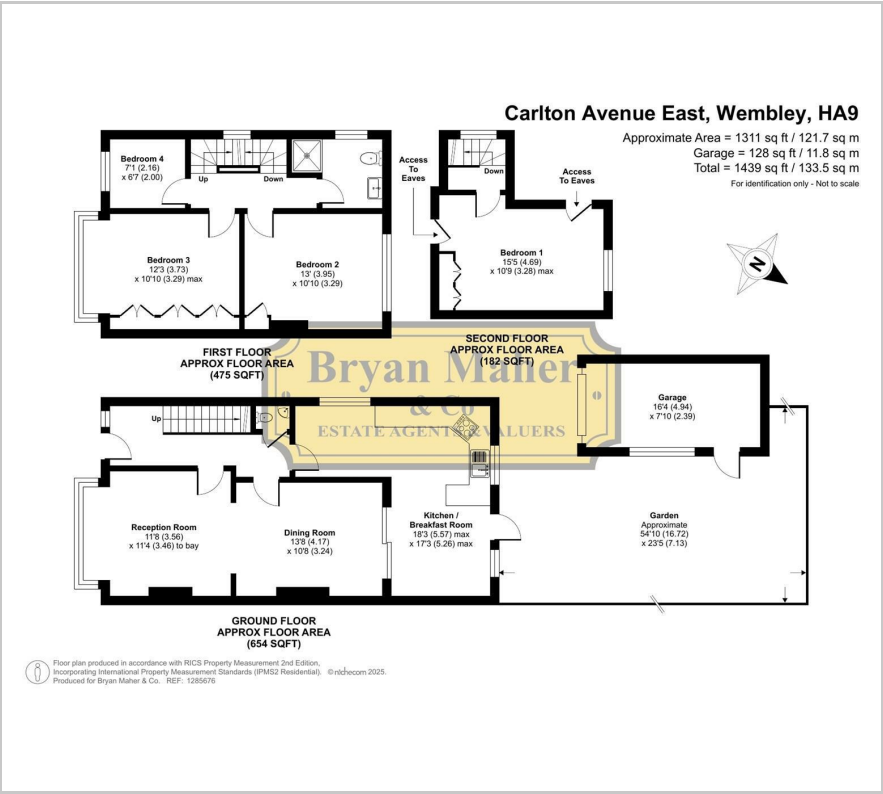 Carlton Avenue East, Wembley, HA9
Approximate Area = 1311 sq ft / 121.7 sq m
Garage = 128 sq ft / 11.8 sq m
Total = 1439 sq ft / 133.5 sq m
For identification only - Not to scale
Bedroom 4
7'1 (2.16)
x 6'7 (2.00)
Up
Down
Bedroom 3
12'3 (3.73)
x 10'10 (3.29) max
Bedroom 2
13' (3.95)
x 10'10 (3.29)
FIRST FLOOR
APPROX FLOOR AREA
(475 SQFT)
Access
To
Eaves
Down
Access
To Eaves
Bedroom 1
15'5 (4.69)
x 10'9 (3.28) max
SECOND FLOOR
APPROX FLOOR AREA
(182 SQFT)
N
Bryan Maher
& Co
ESTATE AGENTS & VALUERS
Garage
16'4 (4.94)
x 7'10 (2.39)
Up
Reception Room
11'8 (3.56)
x 11'4 (3.46) to bay
Dining Room
13'8 (4.17)
x 10'8 (3.24)
Kitchen /
Breakfast Room
18'3 (5.57) max
x 17'3 (5.26) max
Garden
Approximate
54'10 (16.72)
x 23'5 (7.13)
GROUND FLOOR
APPROX FLOOR AREA
(654 SQFT)
Floor plan produced in accordance with RICS Property Measurement 2nd Edition,
Incorporating International Property Measurement Standards (IPMS2 Residential). © nichecom 2025.
Produced for Bryan Maher & Co. REF: 1285676